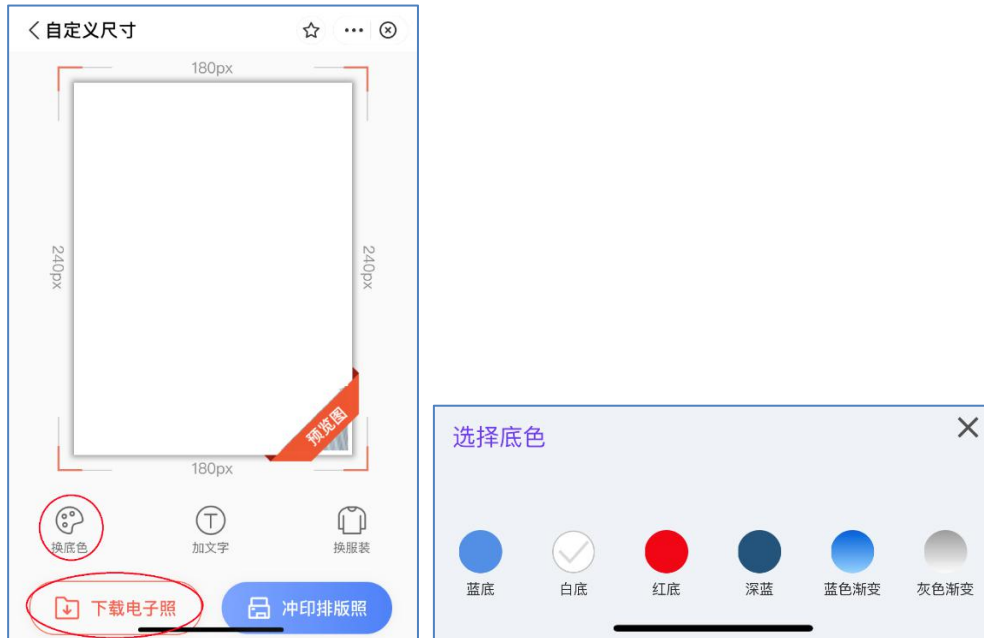 自定义尺寸
180px
240px
240px
预览图
180px
换底色
加文字
换服装
下载电子照
冲印排版照
选择底色
蓝底
白底
红底
深蓝
蓝色渐变
灰色渐变